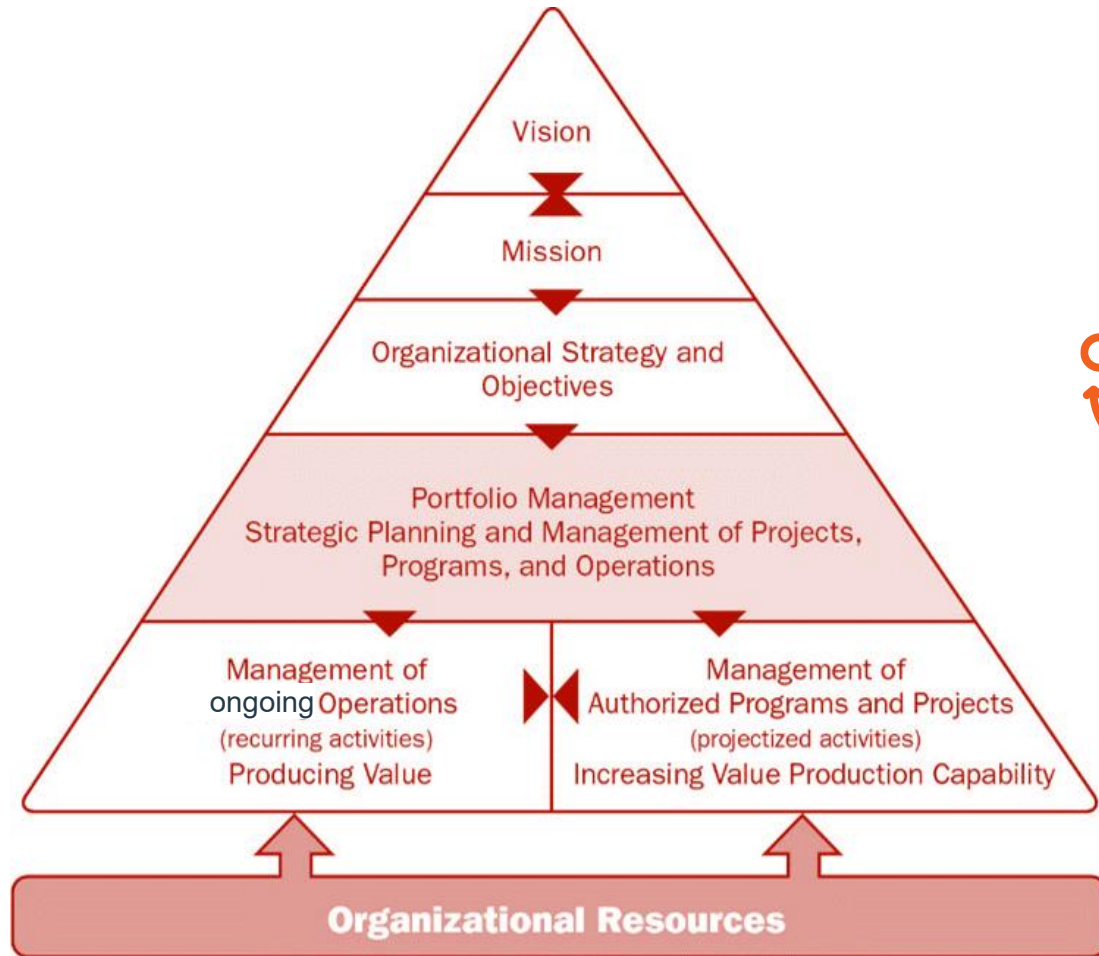 Vision
Mission
Organizational Strategy and
Objectives
Portfolio Management
Strategic Planning and Management of Projects,
Programs, and Operations
Management of
ongoing Operations
(recurring activities)
Producing Value
Management of
Authorized Programs and Projects
(projectized activities)
Increasing Value Production Capability
Organizational Resources